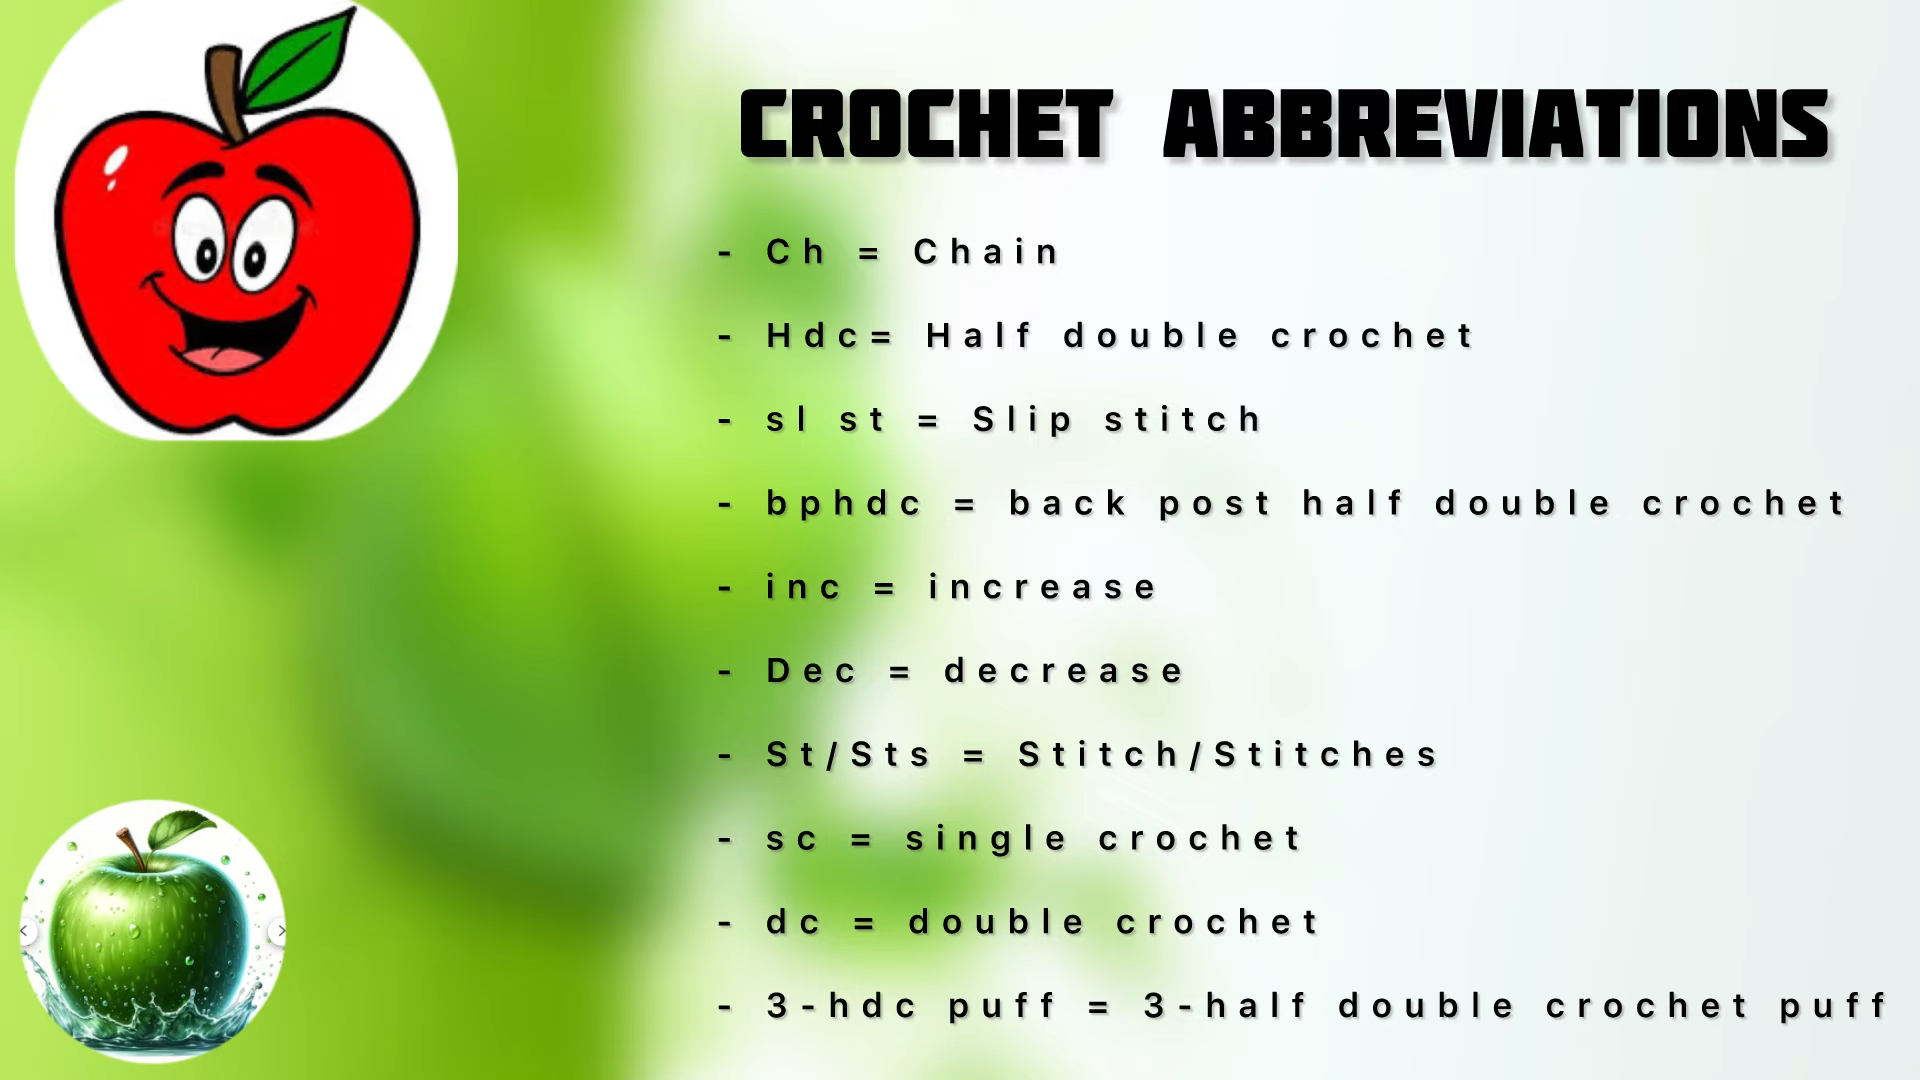 CROCHET ABBREVIATIONS
- Ch = Chain
- Hdc= Half double crochet
- sl st = Slip stitch
- bphdc = back post half double crochet
- inc = increase
- Dec = decrease
- St/Sts = Stitch/Stitches
- sc = single crochet
- dc = double crochet
- 3-hdc puff = 3-half double crochet puff